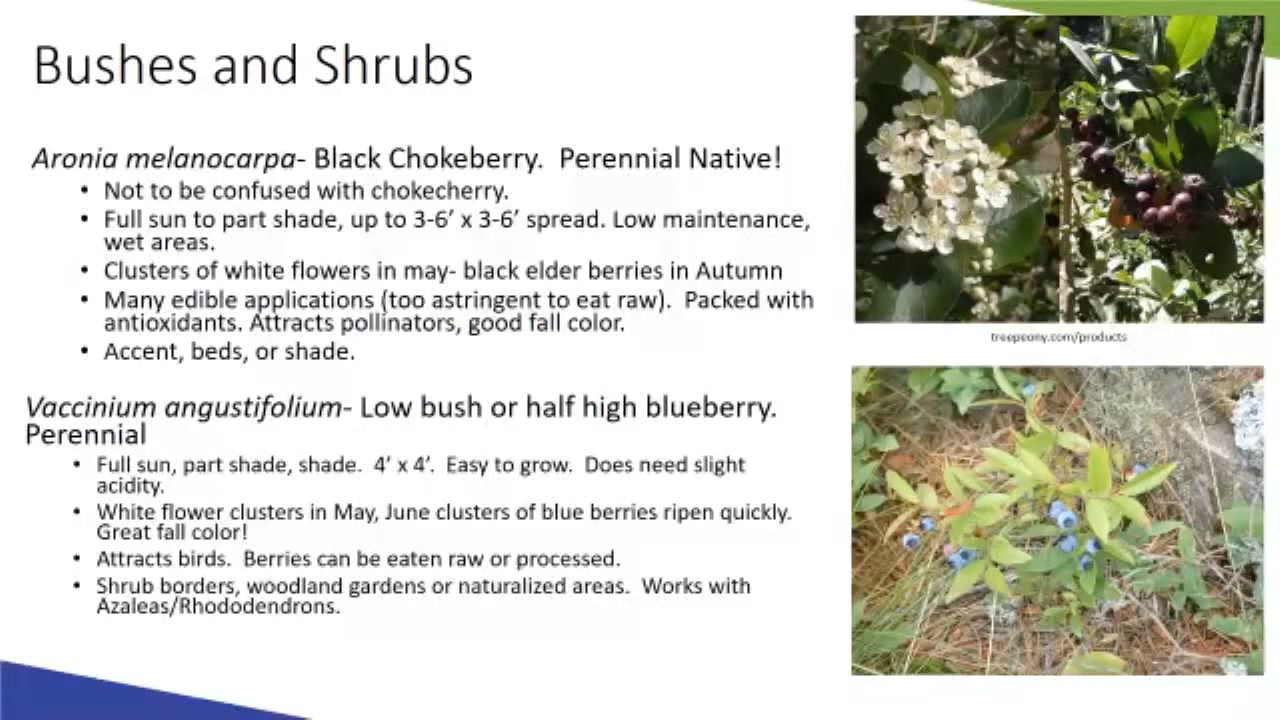 Bushes and Shrubs
Aronia melanocarpa- Black Chokeberry.  Perennial Native!
• Not to be confused with chokecherry.
• Full sun to part shade, up to 3-6’ x 3-6’ spread. Low maintenance,
wet areas.
• Clusters of white flowers in may- black elder berries in Autumn
• Many edible applications (too astringent to eat raw).  Packed with
antioxidants. Attracts pollinators, good fall color.
• Accent, beds, or shade.
treepeony.com/products
Vaccinium angustifolium- Low bush or half high blueberry.
Perennial
• Full sun, part shade, shade.  4’ x 4’.  Easy to grow.  Does need slight
acidity.
• White flower clusters in May, June clusters of blue berries ripen quickly.
Great fall color!
• Attracts birds.  Berries can be eaten raw or processed.
• Shrub borders, woodland gardens or naturalized areas.  Works with
Azaleas/Rhododendrons.